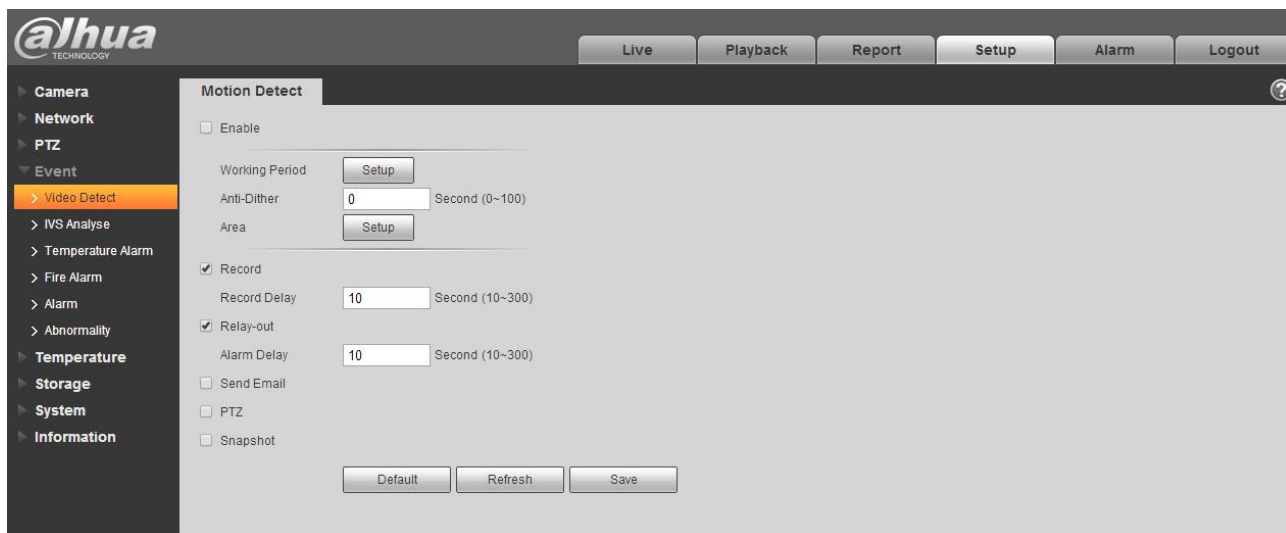 alhua
TECHNOLOGY
Live Playback Report Setup Alarm Logout
Camera
Network
PTZ
Event
> Video Detect
> IVS Analyse
> Temperature Alarm
> Fire Alarm
> Alarm
> Abnormality
Temperature
Storage
System
Information
Motion Detect ?
Enable
Working Period Setup
Anti-Dither 0 Second (0~100)
Area Setup
Record
Record Delay 10 Second (10~300)
Relay-out
Alarm Delay 10 Second (10~300)
Send Email
PTZ
Snapshot
Default Refresh Save